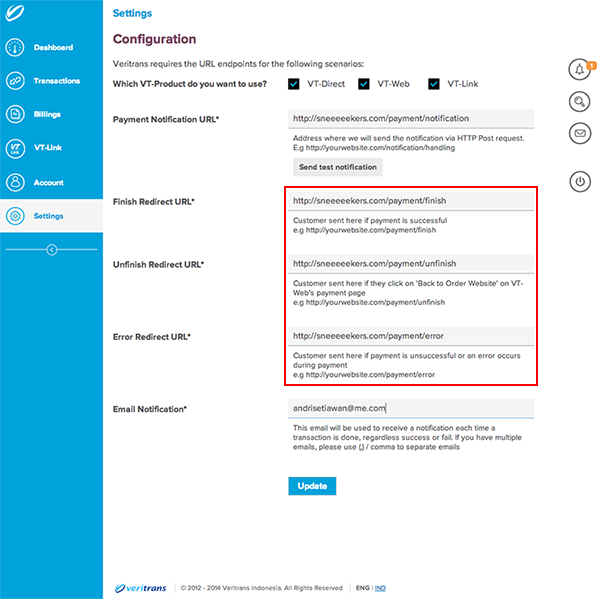 Settings
Configuration
Veritrans requires the URL endpoints for the following scenarios:
Which VT-Product do you want to use? VT-Direct VT-Web VT-Link
Payment Notification URL* http://sneeeeekers.com/payment/notification
Address where we will send the notification via HTTP Post request.
E.g http://yourwebsite.com/notification/handling
Send test notification
Finish Redirect URL* http://sneeeeekers.com/payment/finish
Customer sent here if payment is successful
e.g http://yourwebsite.com/payment/finish
Unfinish Redirect URL* http://sneeeeekers.com/payment/unfinish
Customer sent here if they click on 'Back to Order Website' on VT-
Web's payment page
e.g http://yourwebsite.com/payment/unfinish
Error Redirect URL* http://sneeeeekers.com/payment/error
Customer sent here if payment is unsuccessful or an error occurs
during payment
e.g http://yourwebsite.com/payment/error
Email Notification* andrisetiawan@me.com
This email will be used to receive a notification each time a
transaction is done, regardless success or fail. If you have multiple
emails, please use (,) / comma to separate emails
Update
Dashboard
Transactions
Billings
VT LINK
VT-Link
Account
Settings
1
veritrans © 2012 - 2014 Veritrans Indonesia. All Rights Reserved ENG | IND